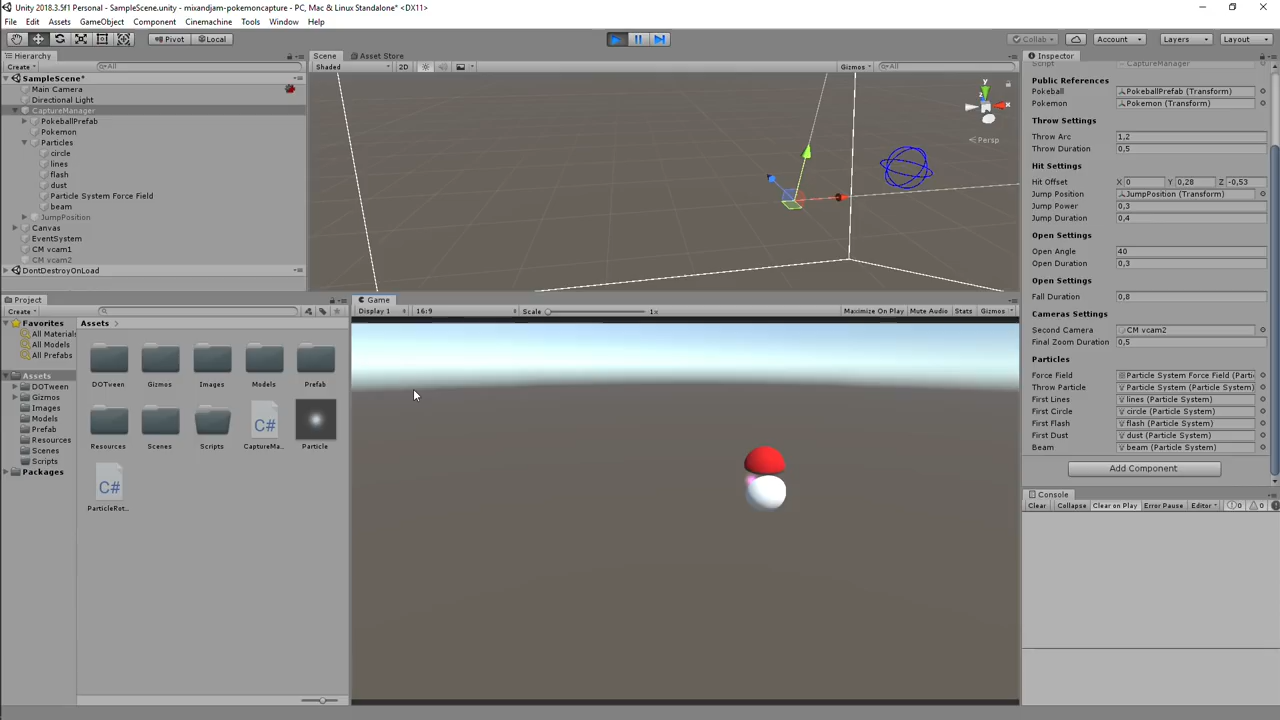 Unity 2018.3.5f1 Personal - SampleScene.unity - mixandjam-pokemoncapture - PC, Mac & Linux Standalone* <DX11>
File Edit Assets GameObject Component Cinemachine Tools Window Help
Pivot Local Collab Account Layers Layout
Hierarchy
Create All
SampleScene*
Main Camera
Directional Light
CaptureManager
PokeballPrefab
Pokemon
Particles
circle
lines
flash
dust
Particle System Force Field
beam
JumpPosition
Canvas
EventSystem
CM vcam1
CM vcam2
DontDestroyOnLoad
Scene Asset Store
Shaded 2D Gizmos All
y
Persp
Project
Create
Favorites
All Materials
All Models
All Prefabs
Assets
DOTween
Gizmos
Images
Models
Prefab
Resources
Scenes
Scripts
Packages
Assets
DOTween Gizmos Images Models Prefab
Resources Scenes Scripts CaptureMa... Particle
C#
C#
ParticleRot...
Game
Display 1 16:9 Scale 1x Maximize On Play Mute Audio Stats Gizmos
Inspector
Script CaptureManager
Public References
Pokeball PokeballPrefab (Transform)
Pokemon Pokemon (Transform)
Throw Settings
Throw Arc 1,2
Throw Duration 0,5
Hit Settings
Hit Offset X 0 Y 0,28 Z -0,53
Jump Position JumpPosition (Transform)
Jump Power 0,3
Jump Duration 0,4
Open Settings
Open Angle 40
Open Duration 0,3
Open Settings
Fall Duration 0,8
Cameras Settings
Second Camera CM vcam2
Final Zoom Duration 0,5
Particles
Force Field Particle System Force Field (Parti
Throw Particle Particle System (Particle System)
First Lines lines (Particle System)
First Circle circle (Particle System)
First Flash flash (Particle System)
First Dust dust (Particle System)
Beam beam (Particle System)
Add Component
Console
Clear Collapse Clear on Play Error Pause Editor 0 0